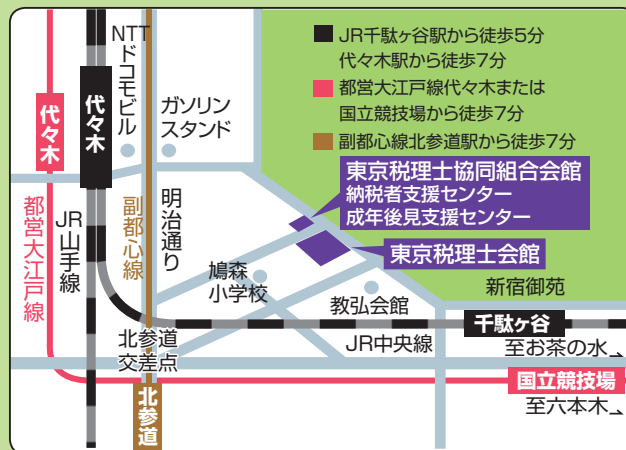 JR千駄ヶ谷駅から徒歩5分
代々木駅から徒歩7分
都営大江戸線代々木または
国立競技場から徒歩7分
副都心線北参道駅から徒歩7分
NTT
ドコモビル
ガソリン
スタンド
代々木
代々木
東京税理士協同組合会館
納税者支援センター
成年後見支援センター
東京税理士会館
都営大江戸線
JR山手線
副都心線
明治通り
鳩森
小学校
教弘会館
新宿御苑
北参道
交差点
JR中央線
千駄ヶ谷
至お茶の水
国立競技場
北参道
至六本木